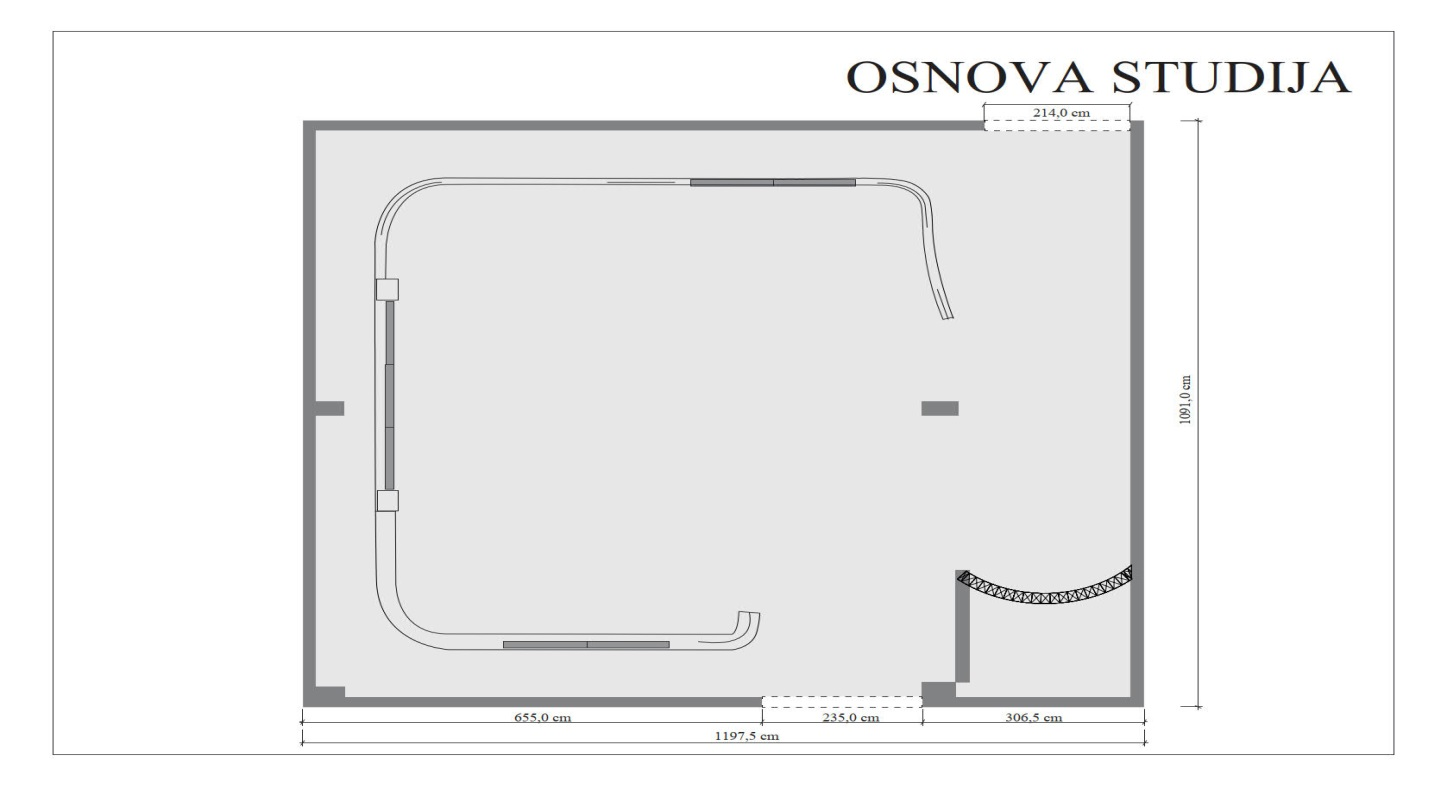 OSNOVA STUDIJA
214,0 cm
1091,0 cm
655,0 cm
235,0 cm
306,5 cm
1197,5 cm